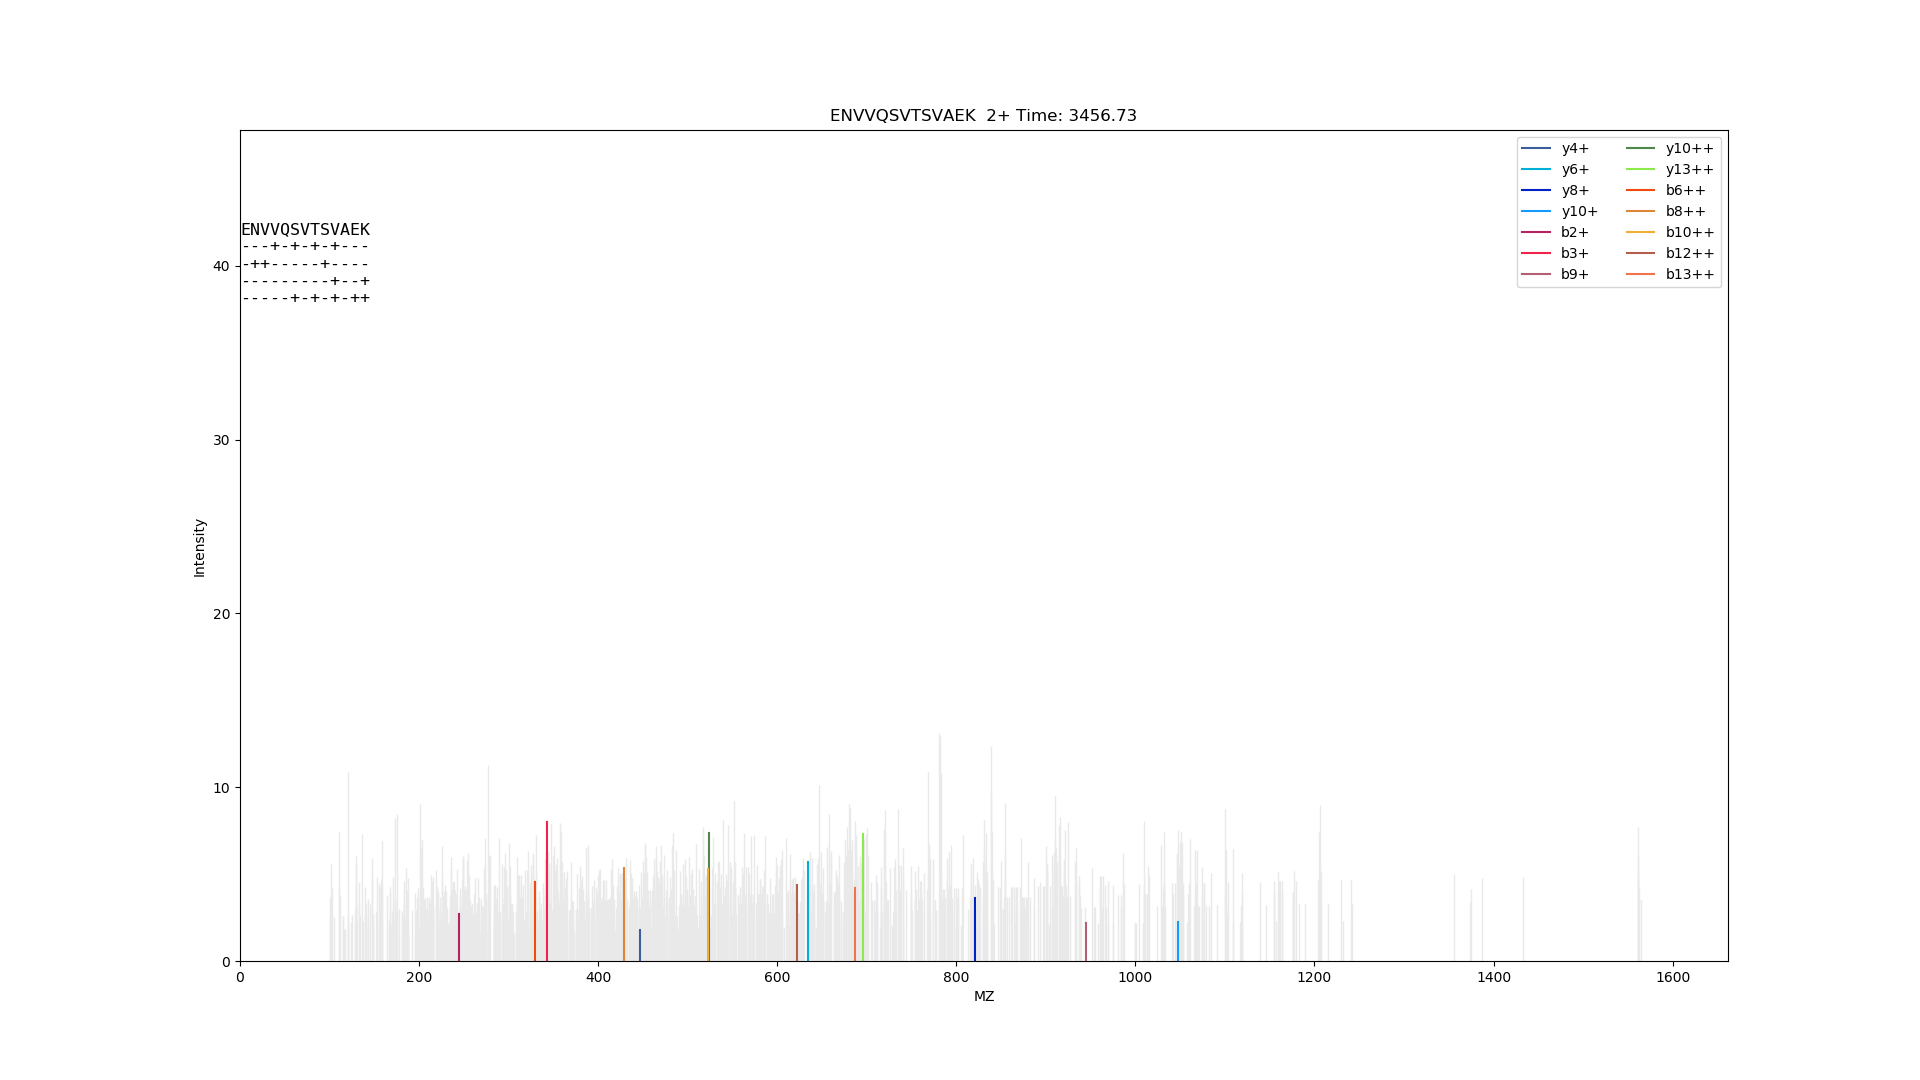 ENVVQSVTSVAEK  2+ Time: 3456.73
y4+
y6+
y8+
y10+
b2+
b3+
b9+
y10++
y13++
b6++
b8++
b10++
b12++
b13++
ENVVQSVTSVAEK
---+-+-+-+---
-++-----+----
---------+--+
-----+-+-+-++
40
30
20
10
0
Intensity
0 200 400 600 800 1000 1200 1400 1600
MZ